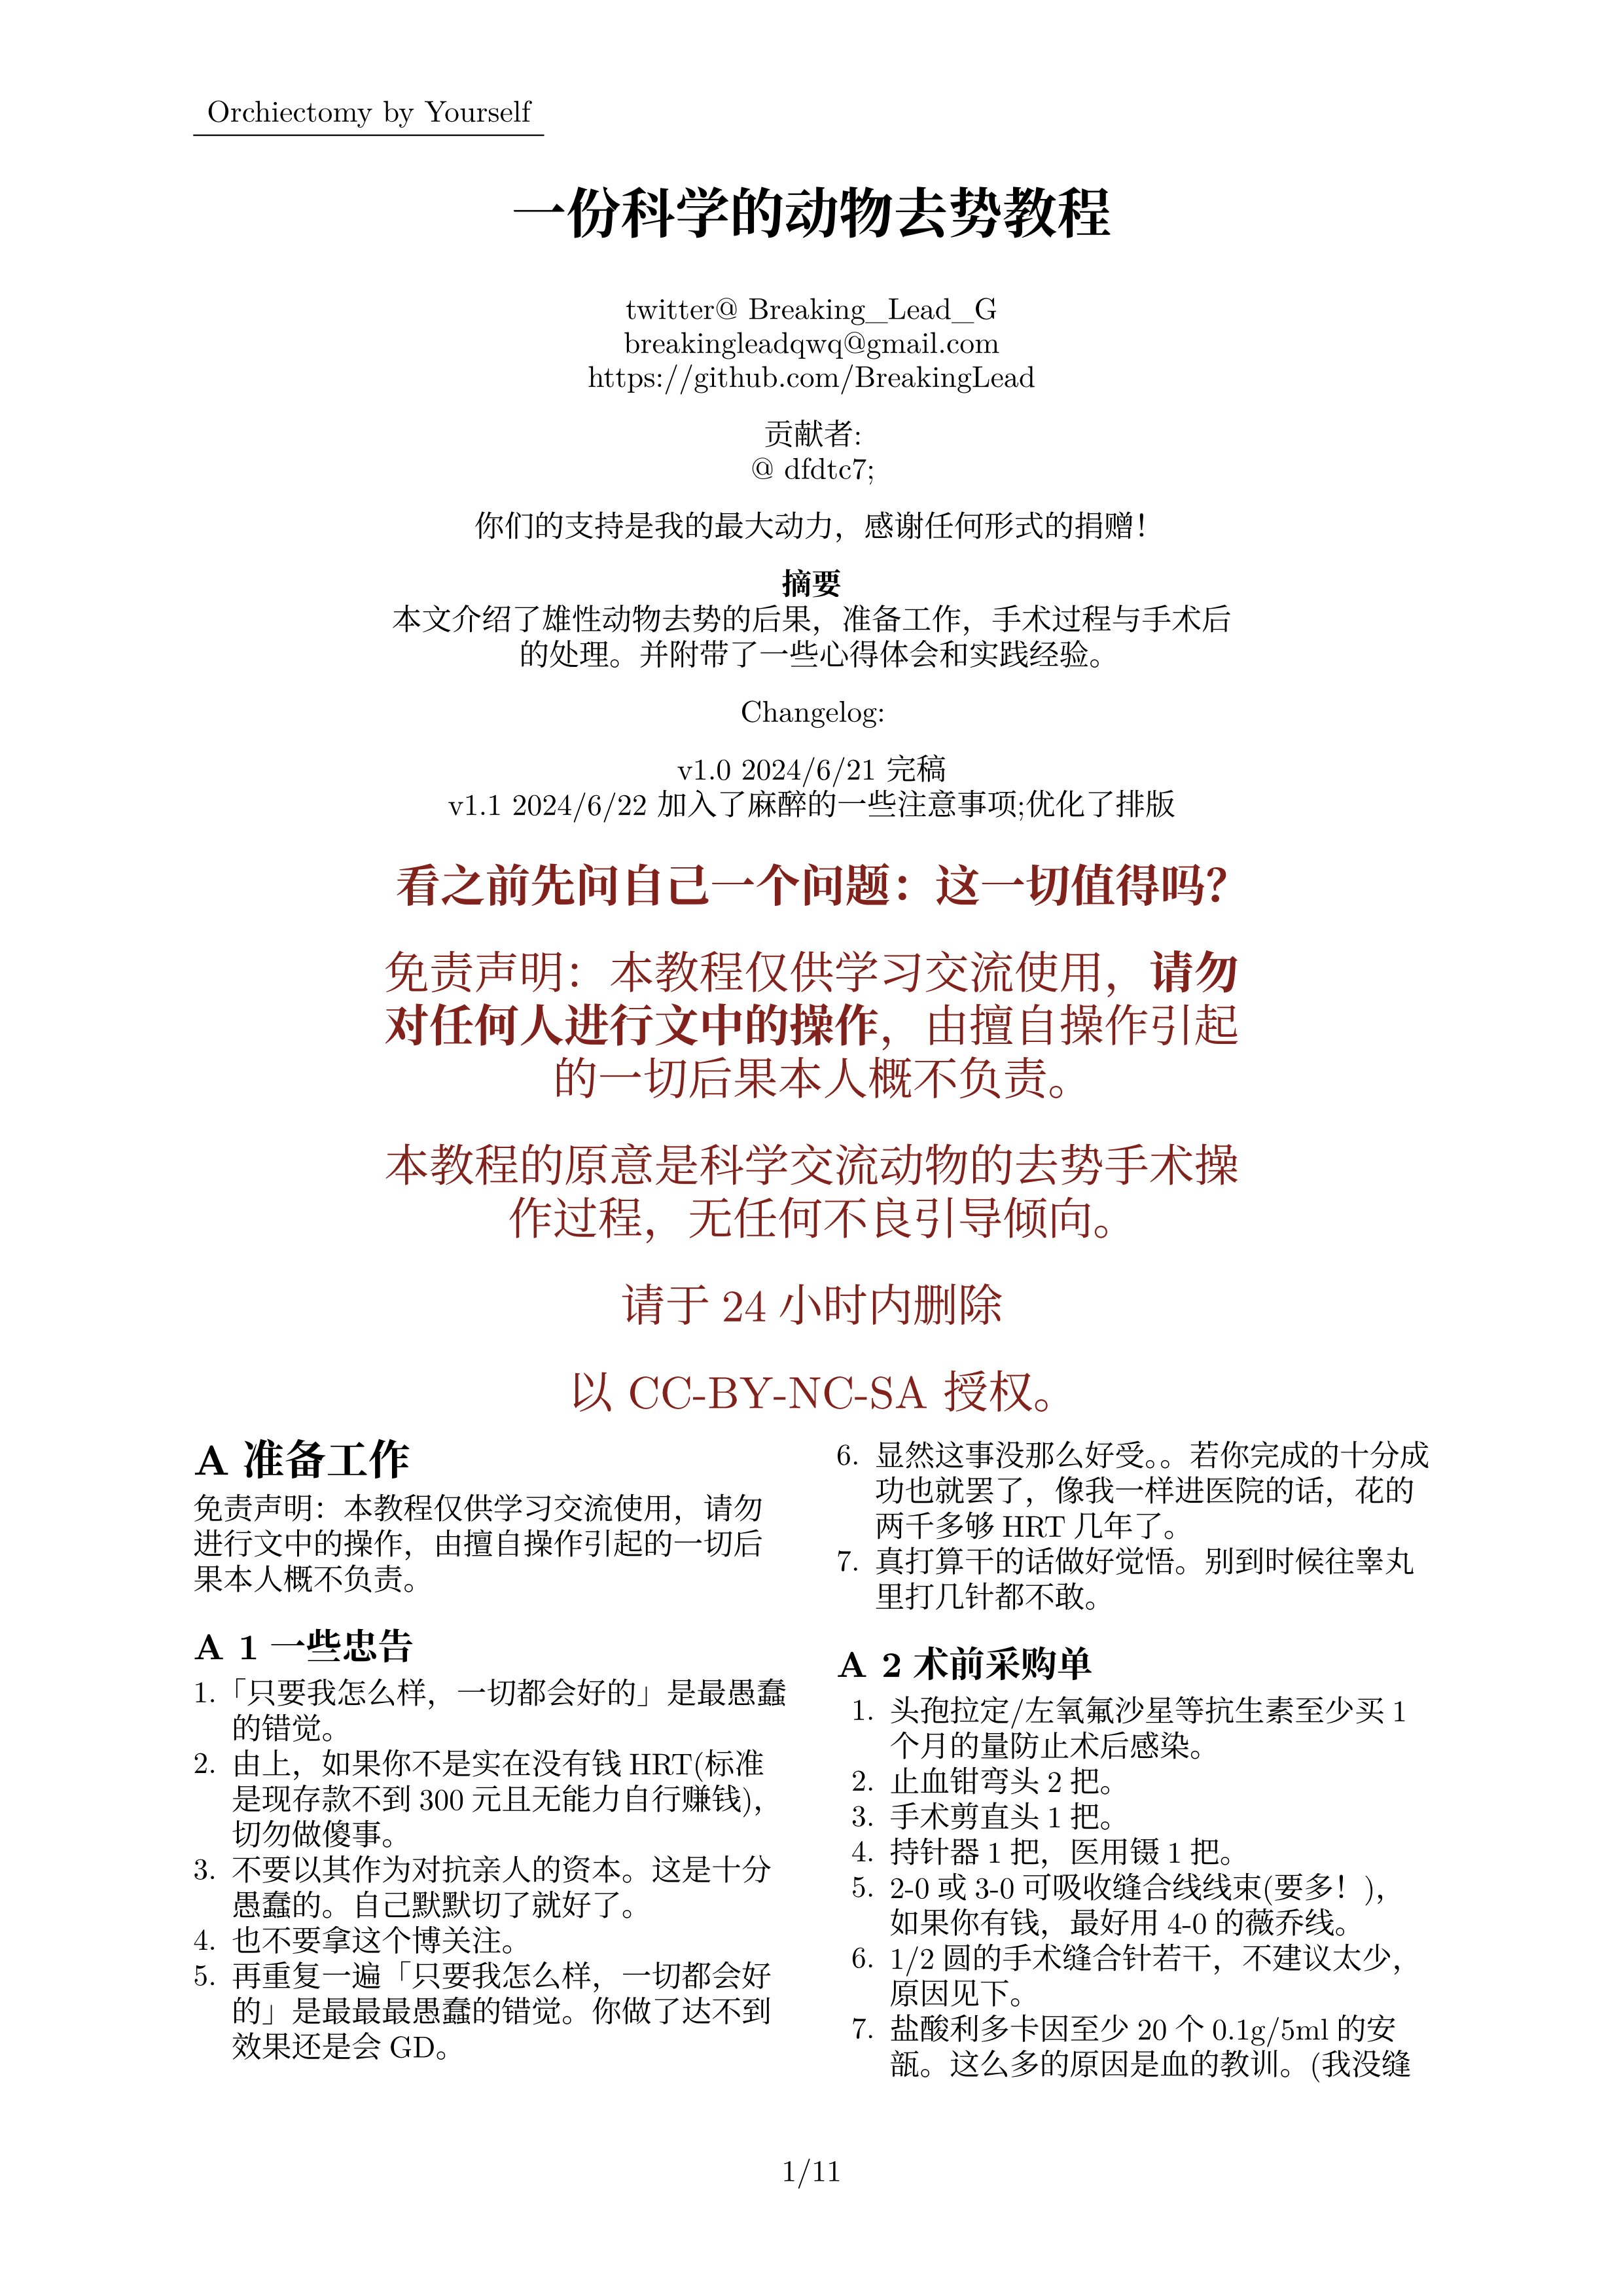 Orchiectomy by Yourself
一份科学的动物去势教程
twitter@ Breaking_Lead_G
breakingleadqwq@gmail.com
https://github.com/BreakingLead
贡献者:
@ dfdtc7;
你们的支持是我的最大动力，感谢任何形式的捐赠！
摘要
本文介绍了雄性动物去势的后果，准备工作，手术过程与手术后
的处理。并附带了一些心得体会和实践经验。
Changelog:
v1.0 2024/6/21 完稿
v1.1 2024/6/22 加入了麻醉的一些注意事项;优化了排版
看之前先问自己一个问题：这一切值得吗？
免责声明：本教程仅供学习交流使用，请勿
对任何人进行文中的操作，由擅自操作引起
的一切后果本人概不负责。
本教程的原意是科学交流动物的去势手术操
作过程，无任何不良引导倾向。
请于 24 小时内删除
以 CC-BY-NC-SA 授权。
A 准备工作
免责声明：本教程仅供学习交流使用，请勿
进行文中的操作，由擅自操作引起的一切后
果本人概不负责。
A 1 一些忠告
1.「只要我怎么样，一切都会好的」是最愚蠢
的错觉。
2. 由上，如果你不是实在没有钱 HRT(标准
是现存款不到 300 元且无能力自行赚钱)，
切勿做傻事。
3. 不要以其作为对抗亲人的资本。这是十分
愚蠢的。自己默默切了就好了。
4. 也不要拿这个博关注。
5. 再重复一遍「只要我怎么样，一切都会好
的」是最最最愚蠢的错觉。你做了达不到
效果还是会 GD。
6. 显然这事没那么好受。。若你完成的十分成
功也就罢了，像我一样进医院的话，花的
两千多够 HRT 几年了。
7. 真打算干的话做好觉悟。别到时候往睾丸
里打几针都不敢。
A 2 术前采购单
1. 头孢拉定/左氧氟沙星等抗生素至少买 1
个月的量防止术后感染。
2. 止血钳弯头 2 把。
3. 手术剪直头 1 把。
4. 持针器 1 把，医用镊 1 把。
5. 2-0 或 3-0 可吸收缝合线线束(要多！)，
如果你有钱，最好用 4-0 的薇乔线。
6. 1/2 圆的手术缝合针若干，不建议太少，
原因见下。
7. 盐酸利多卡因至少 20 个 0.1g/5ml 的安
瓿。这么多的原因是血的教训。(我没缝
1/11